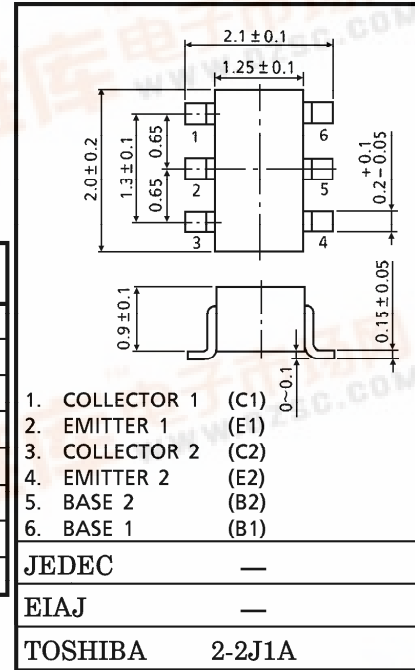 2.1±0.1
1.25±0.1
2.0±0.2
1.3±0.1
0.65
0.65
1
2
3
6
5
4
+0.1
0.2-0.05
0.9±0.1
0~0.1
0.15±0.05
1. COLLECTOR 1 (C1)
2. EMITTER 1 (E1)
3. COLLECTOR 2 (C2)
4. EMITTER 2 (E2)
5. BASE 2 (B2)
6. BASE 1 (B1)
JEDEC —
EIAJ —
TOSHIBA 2-2J1A